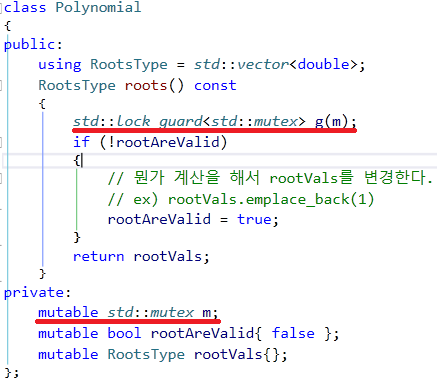 class Polynomial
{
public:
    using RootsType = std::vector<double>;
    RootsType roots() const
    {
        std::lock_guard<std::mutex> g(m);
        if (!rootAreValid)
        {
            // 뭔가 계산을 해서 rootVals를 변경한다.
            // ex) rootVals.emplace_back(1)
            rootAreValid = true;
        }
        return rootVals;
    }
private:
    mutable std::mutex m;
    mutable bool rootAreValid{ false };
    mutable RootsType rootVals{};
};